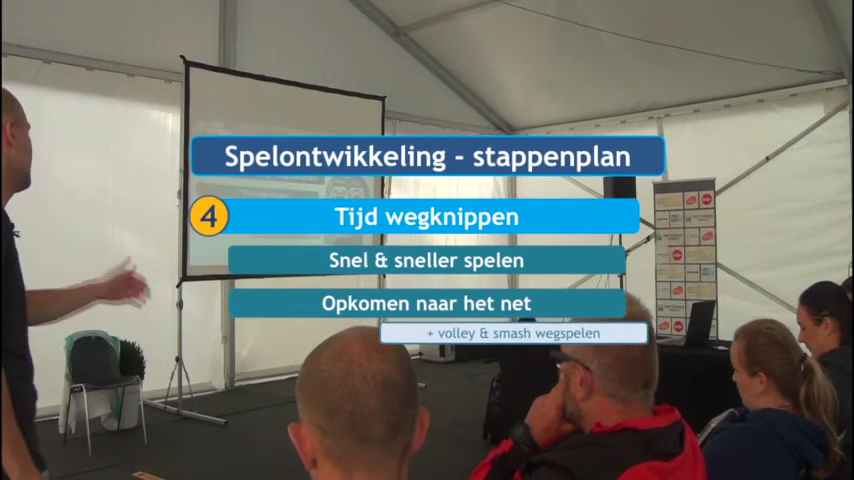 Spelontwikkeling - stappenplan
4
Tijd wegknippen
Snel & sneller spelen
Opkomen naar het net
+ volley & smash wegspelen